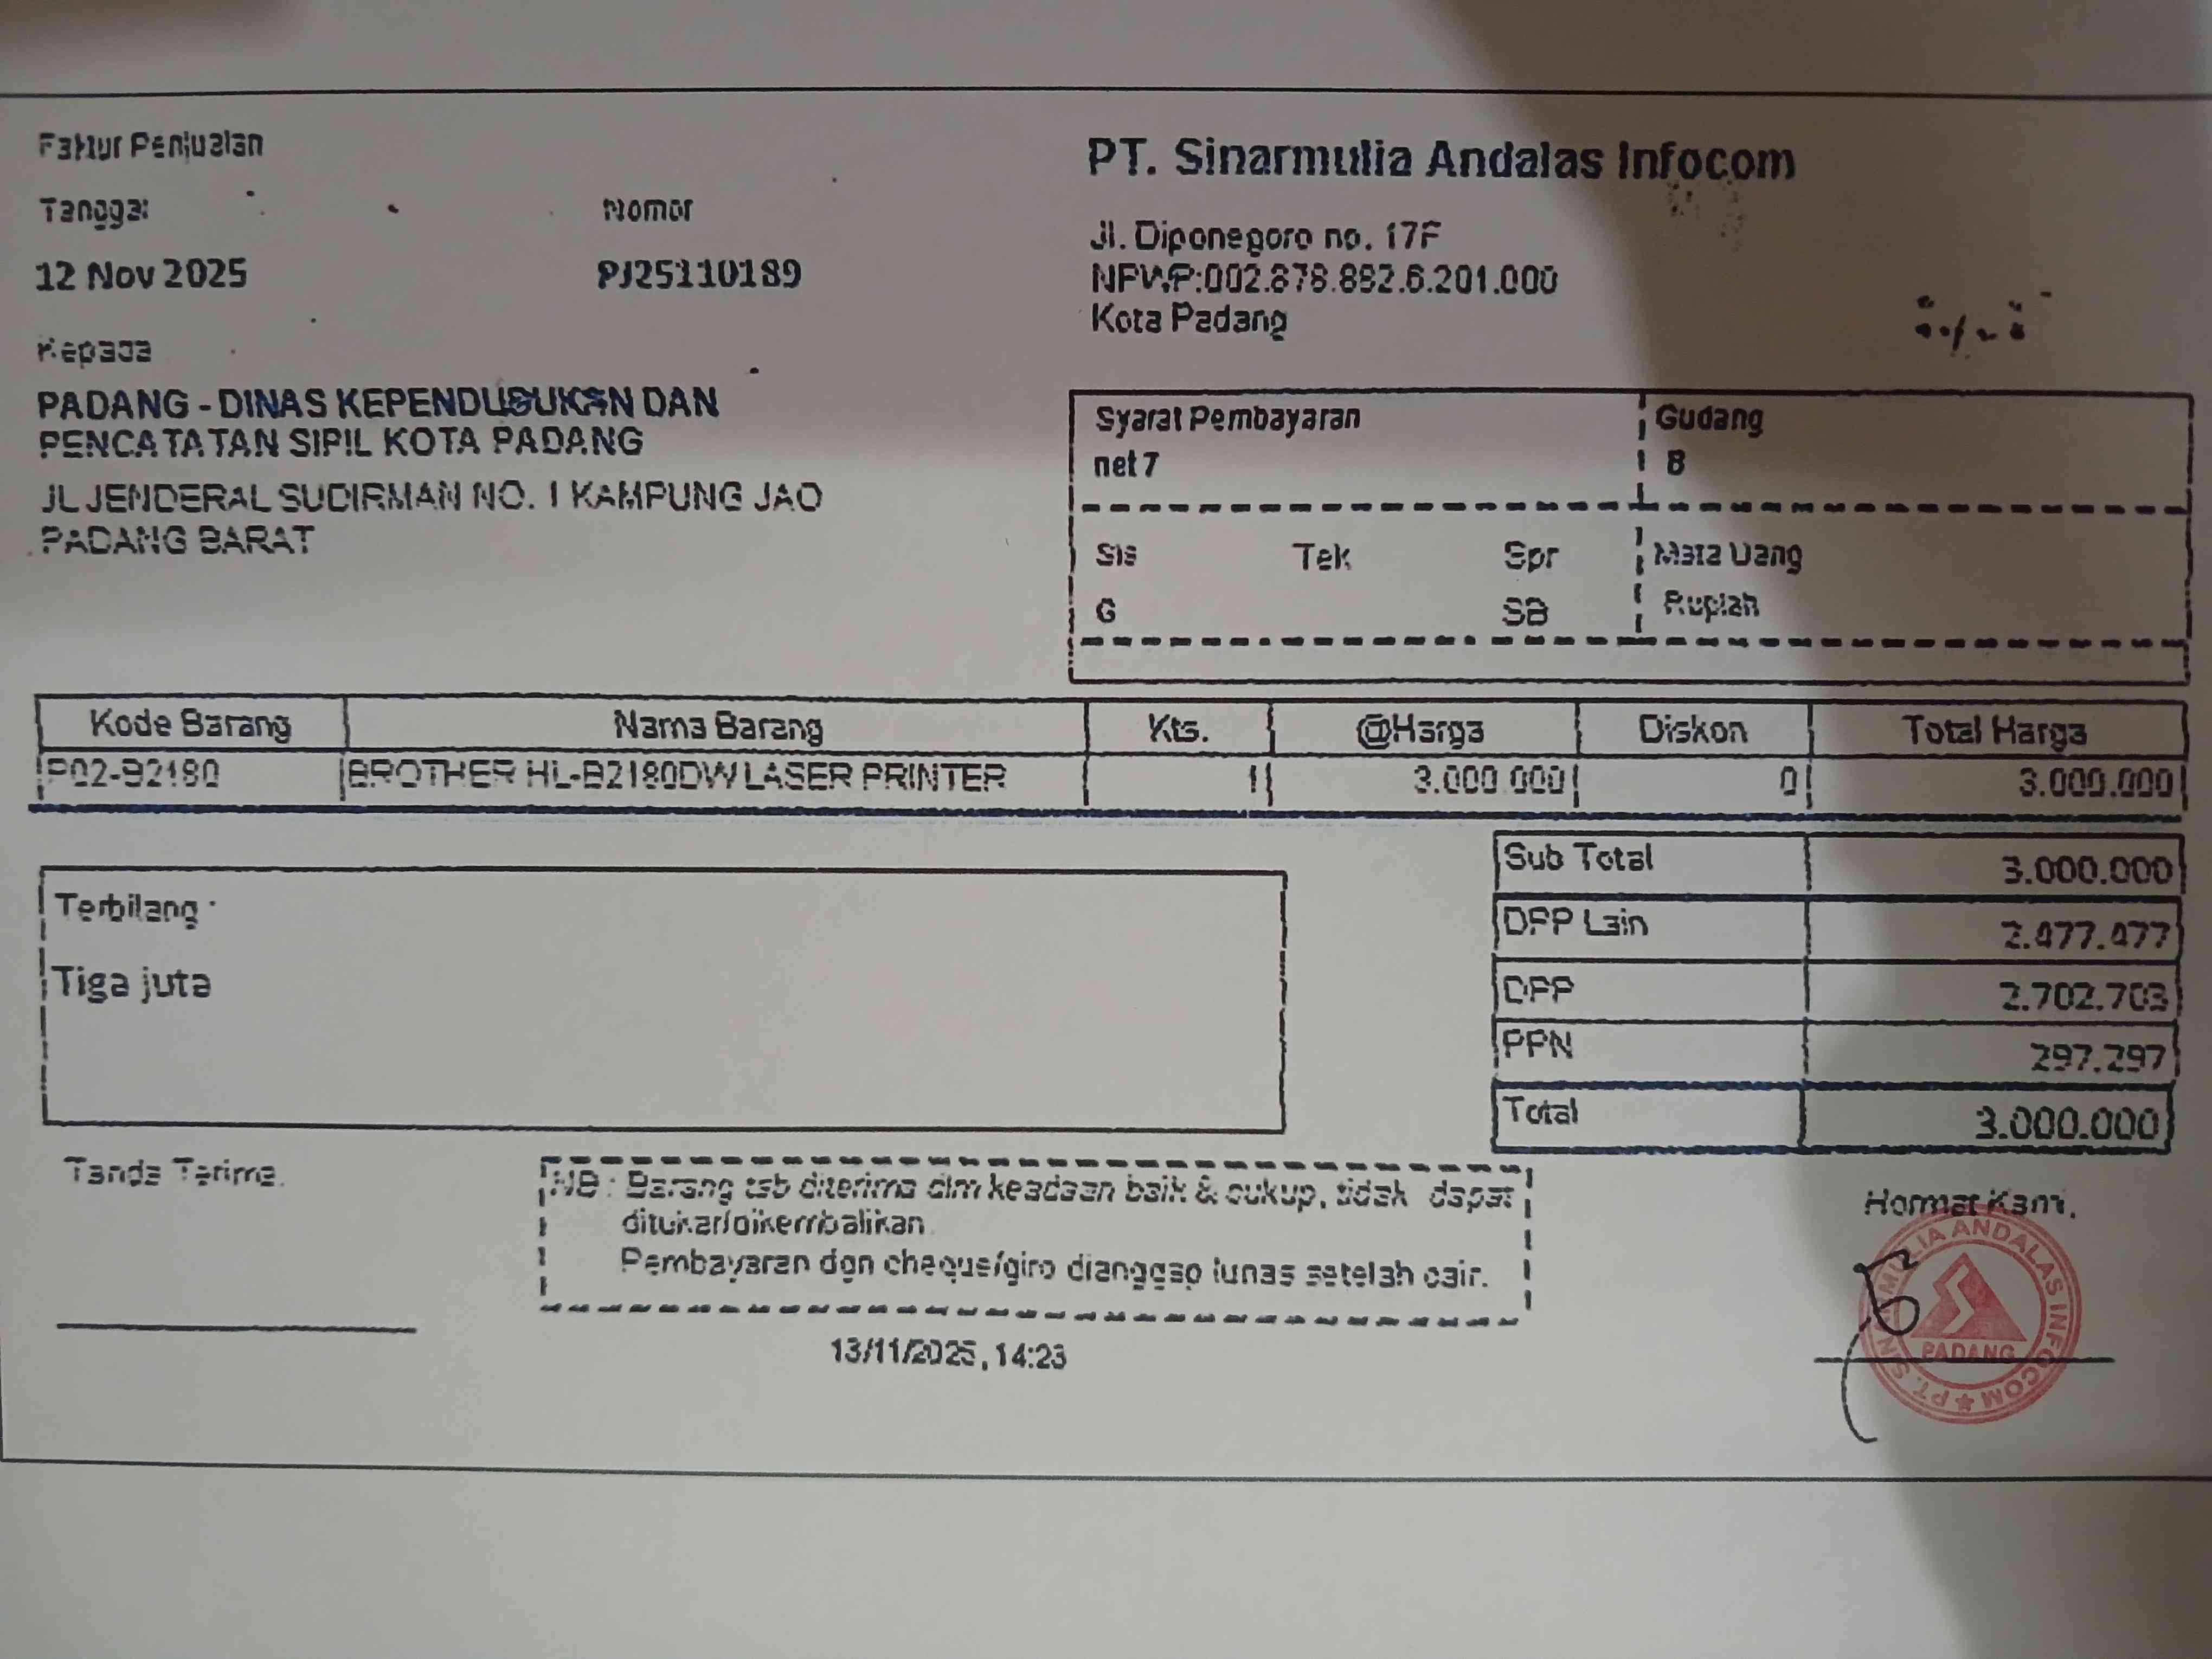 Faktur Penjualan
Tanggal
Nomor
12 Nov 2025
PJ25110189
Kepada
PADANG - DINAS KEPENDUDUKAN DAN
PENCATATAN SIPIL KOTA PADANG
JL JENDERAL SUDIRMAN NO. 1 KAMPUNG JAO
PADANG BARAT
PT. Sinarmulia Andalas Infocom
Jl. Diponegoro no. 17F
NPWP:002.878.882.6.201.000
Kota Padang
Syarat Pembayaran
Gudang
net 7
B
Sls Tek Spr
Mata Uang
G SB
Rupiah
Kode Barang Nama Barang Kts. @Harga Diskon Total Harga
P02-B2180 BROTHER HL-B2180DW LASER PRINTER 1 3.000.000 0 3.000.000
Sub Total 3.000.000
DPP Lain 2.477.477
DPP 2.702.703
PPN 297.297
Total 3.000.000
Terbilang :
Tiga juta
Tanda Terima,
NB : Barang tsb diterima dlm keadaan baik & cukup, tidak dapat
ditukar/dikembalikan
Pembayaran dgn cheque/giro dianggap lunas setelah cair.
13/11/2025, 14:23
Hormat Kami,
PT. SINARMULIA ANDALAS INFOCOM
PADANG